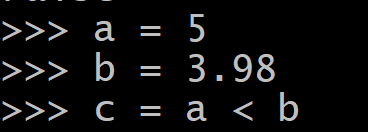 >>> a = 5
>>> b = 3.98
>>> c = a < b